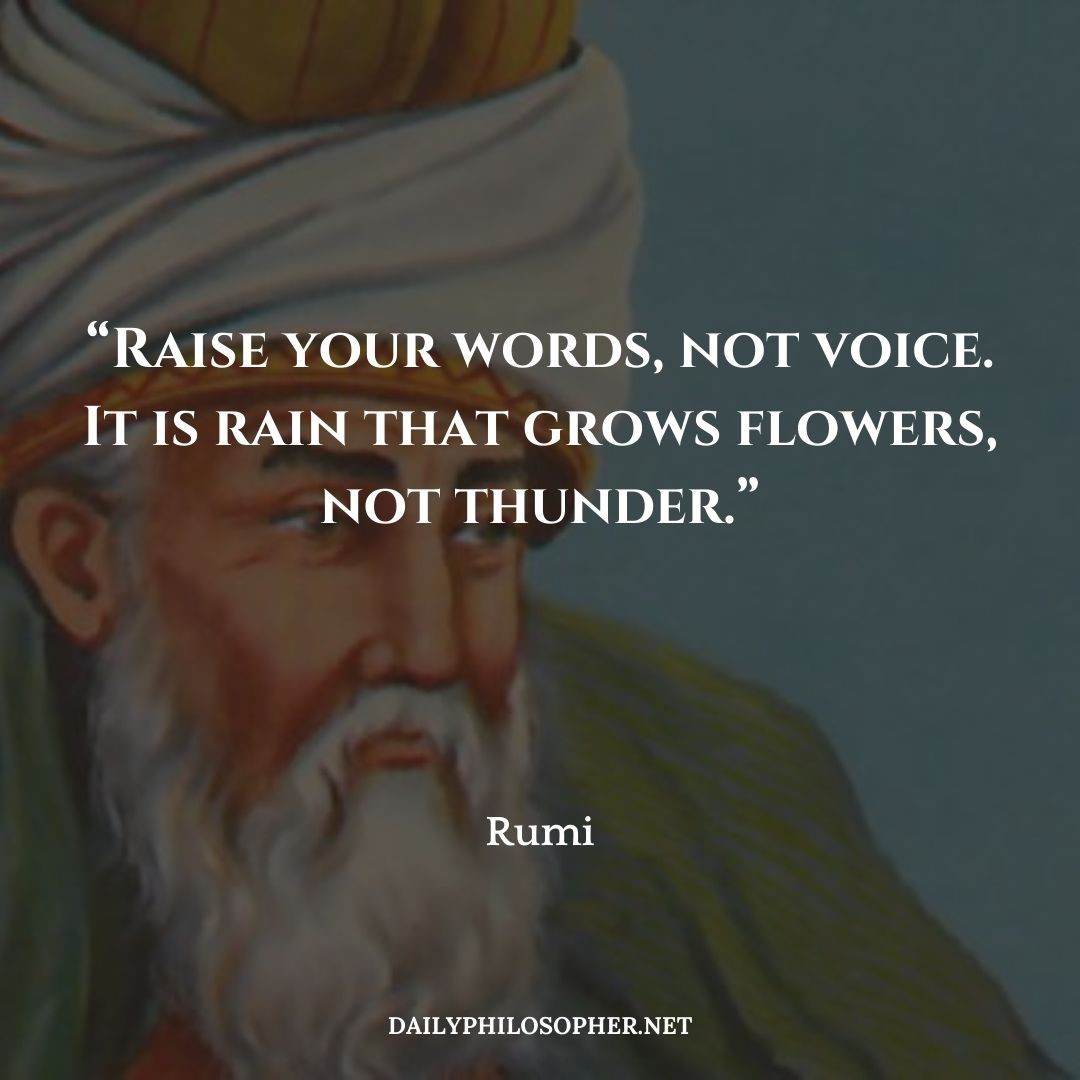 “Raise your words, not voice.
It is rain that grows flowers,
not thunder.”
Rumi
DAILYPHILOSOPHER.NET